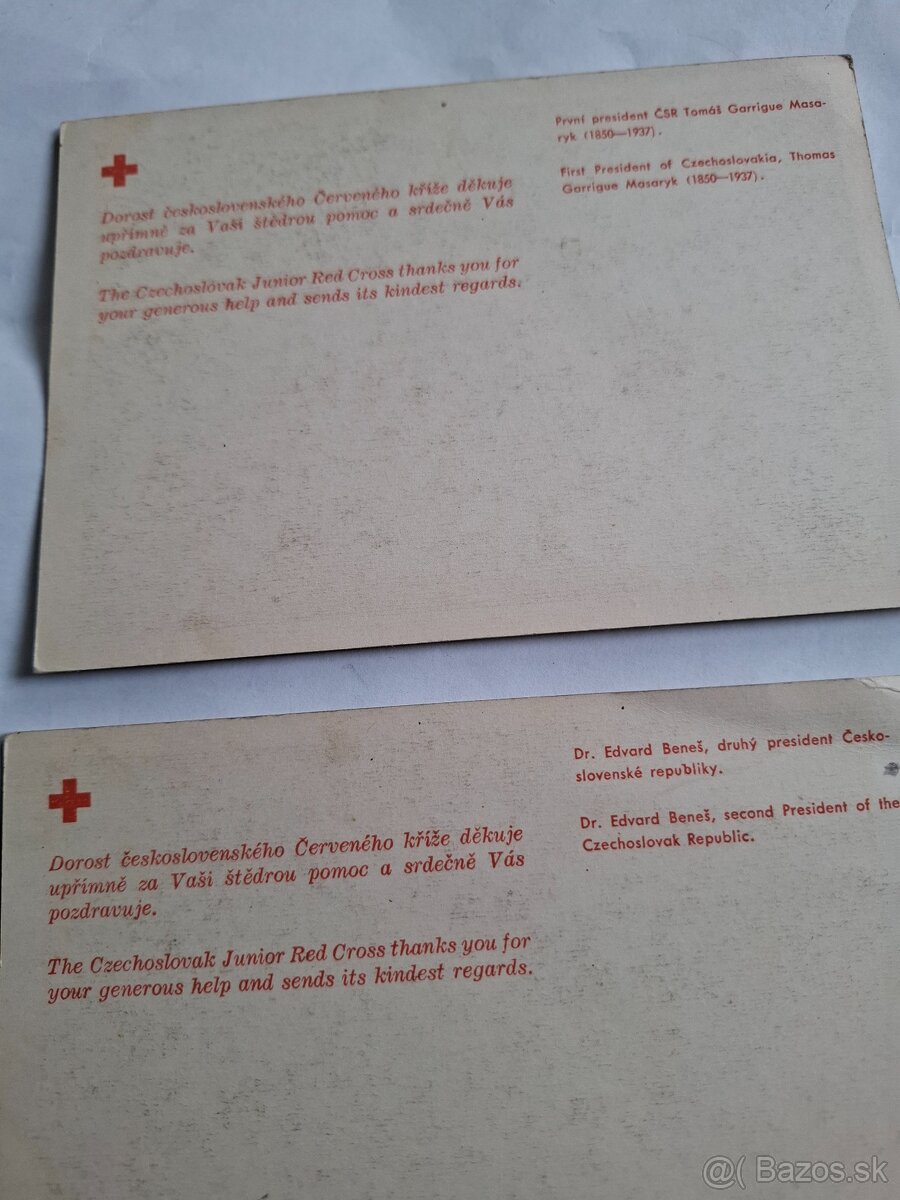 První president ČSR Tomáš Garrigue Masa-
ryk (1850—1937).
First President of Czechoslovakia, Thomas
Garrigue Masaryk (1850—1937).
Dorost československého Červeného kříže děkuje
upřímně za Vaši štědrou pomoc a srdečně Vás
pozdravuje.
The Czechoslovak Junior Red Cross thanks you for
your generous help and sends its kindest regards.
Dr. Edvard Beneš, druhý president Česko-
slovenské republiky.
Dr. Edvard Beneš, second President of the
Czechoslovak Republic.
Dorost československého Červeného kříže děkuje
upřímně za Vaši štědrou pomoc a srdečně Vás
pozdravuje.
The Czechoslovak Junior Red Cross thanks you for
your generous help and sends its kindest regards.
@( Bazos.sk